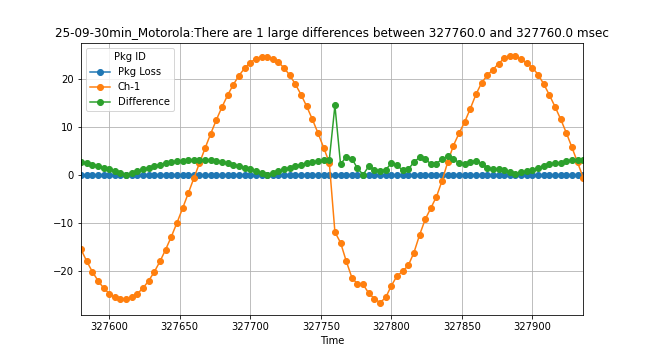 25-09-30min_Motorola:There are 1 large differences between 327760.0 and 327760.0 msec
Pkg ID
Pkg Loss
Ch-1
Difference
20
10
0
−10
−20
327600 327650 327700 327750 327800 327850 327900
Time